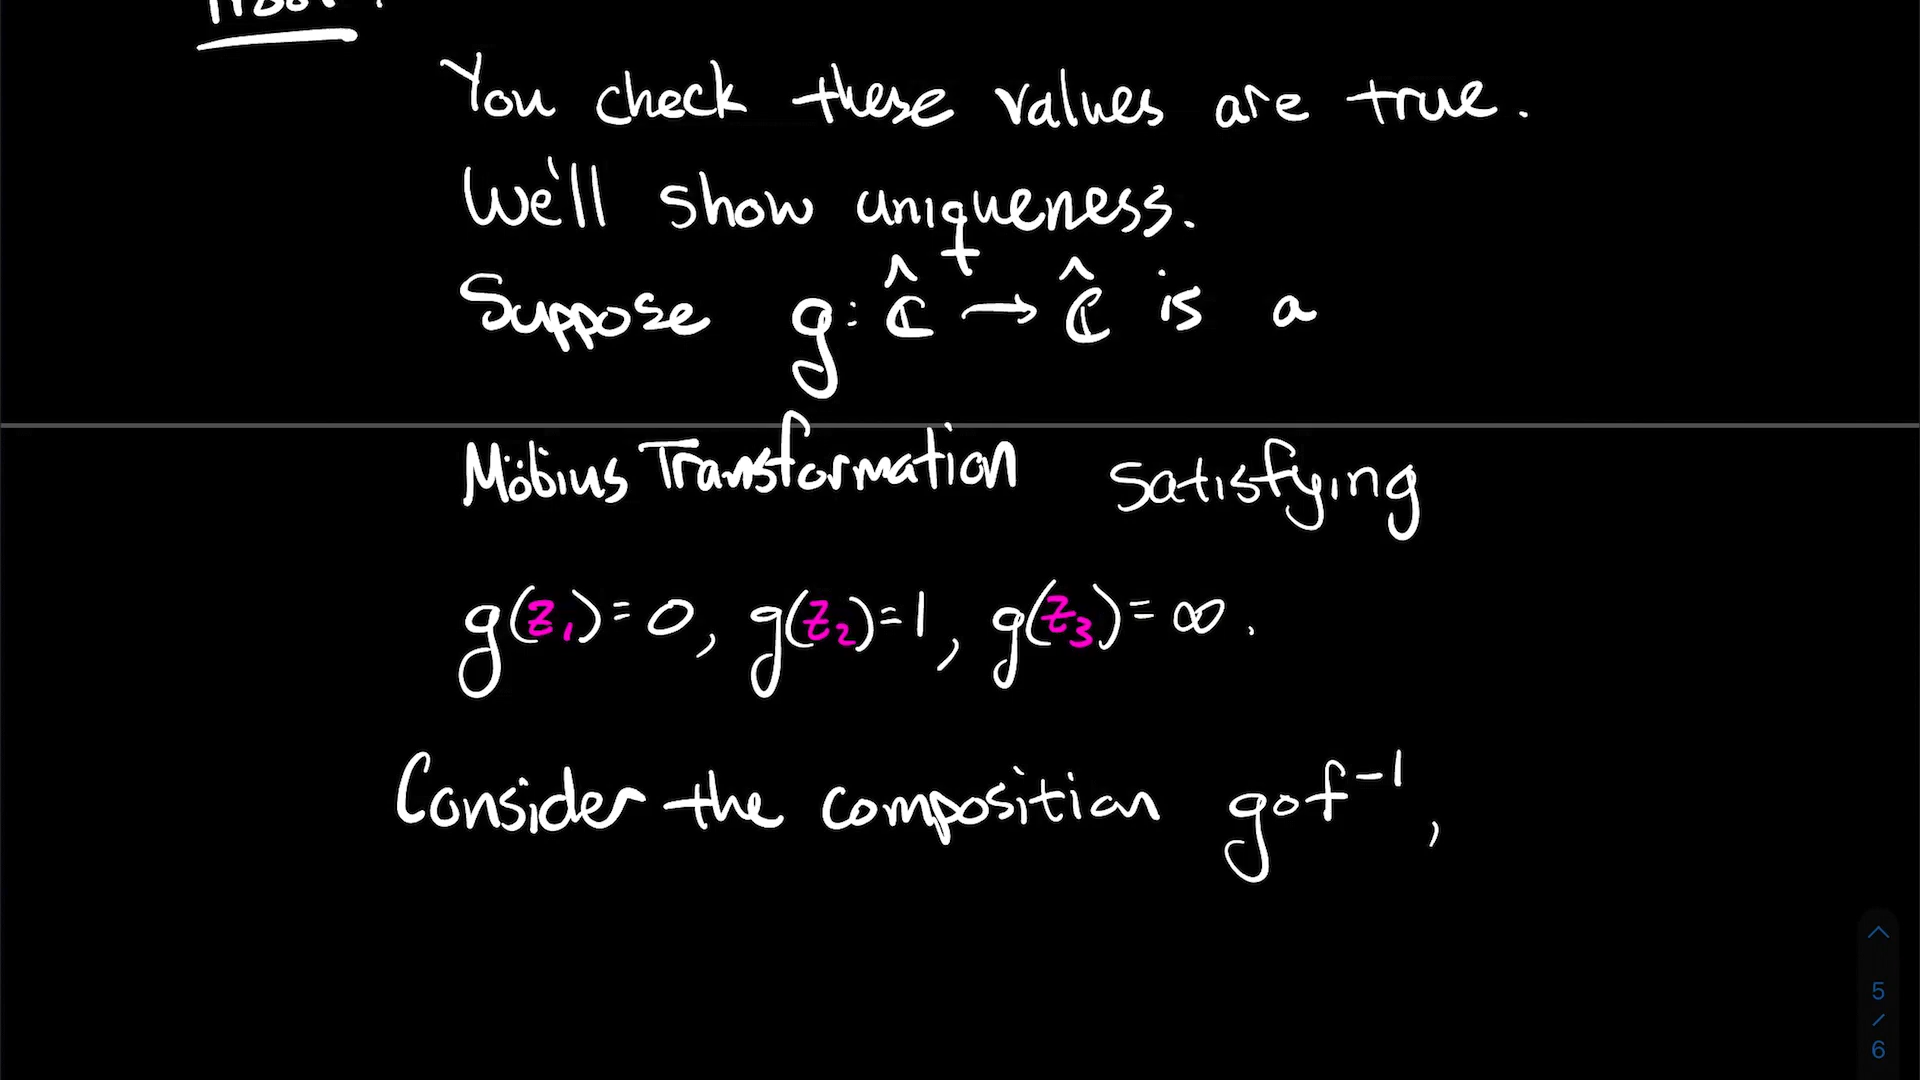 Proof:
You check these values are true.
We'll show uniqueness.
Suppose g: Ĉ → Ĉ is a
Möbius Transformation satisfying
g(z₁)=0, g(z₂)=1, g(z₃)=∞.
Consider the composition g∘f⁻¹,
5
/
6